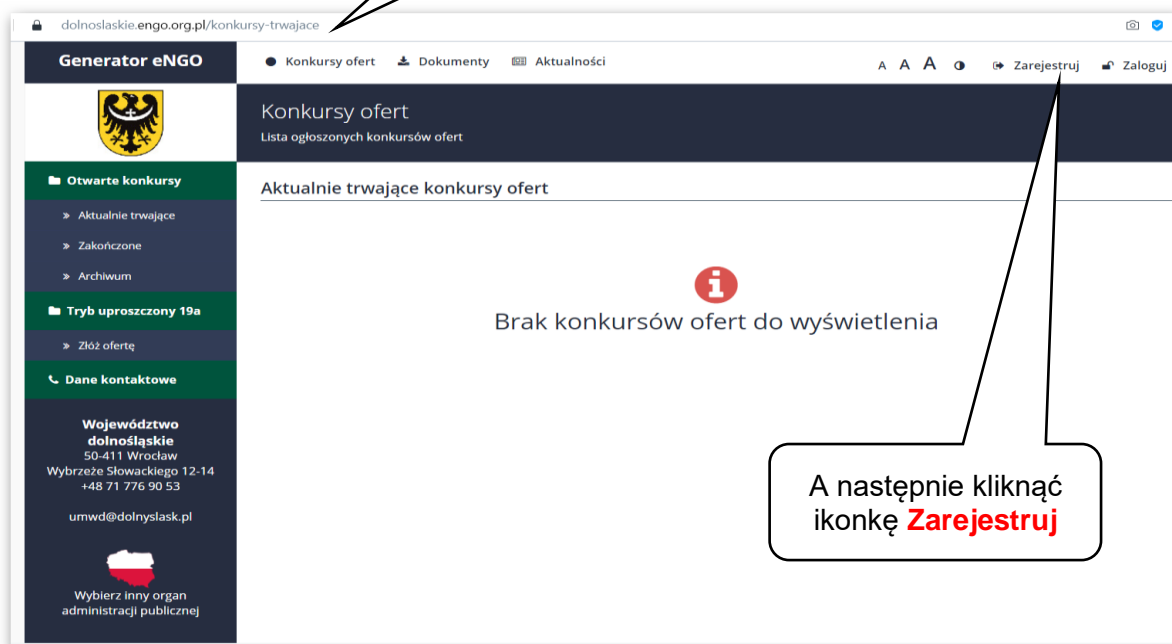 dolnoslaskie.engo.org.pl/konkursy-trwajace
Generator eNGO
Konkursy ofert
Dokumenty
Aktualności
A A A
Zarejestruj
Zaloguj
Konkursy ofert
Lista ogłoszonych konkursów ofert
Otwarte konkursy
» Aktualnie trwające
» Zakończone
» Archiwum
Tryb uproszczony 19a
» Złóż ofertę
Dane kontaktowe
Województwo
dolnośląskie
50-411 Wrocław
Wybrzeże Słowackiego 12-14
+48 71 776 90 53
umwd@dolnyslask.pl
Wybierz inny organ
administracji publicznej
Aktualnie trwające konkursy ofert
Brak konkursów ofert do wyświetlenia
A następnie kliknąć
ikonkę Zarejestruj